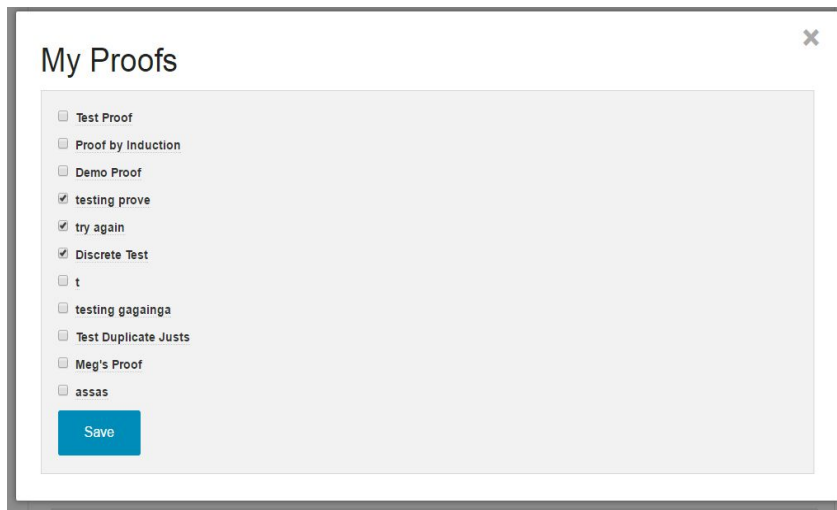 My Proofs
Test Proof
Proof by Induction
Demo Proof
testing prove
try again
Discrete Test
t
testing gagainga
Test Duplicate Justs
Meg's Proof
assas
Save